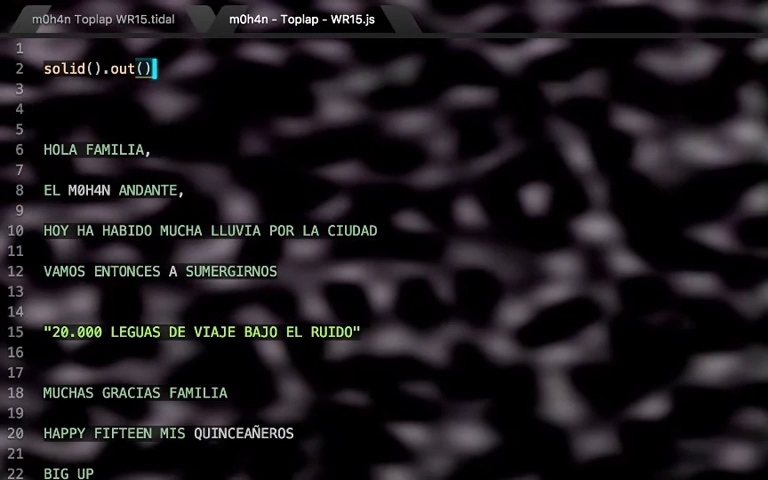 m0h4n Toplap WR15.tidal
m0h4n - Toplap - WR15.js
1
2 solid().out()
3
4
5
6 HOLA FAMILIA,
7
8 EL M0H4N ANDANTE,
9
10 HOY HA HABIDO MUCHA LLUVIA POR LA CIUDAD
11
12 VAMOS ENTONCES A SUMERGIRNOS
13
14
15 "20.000 LEGUAS DE VIAJE BAJO EL RUIDO"
16
17
18 MUCHAS GRACIAS FAMILIA
19
20 HAPPY FIFTEEN MIS QUINCEAÑEROS
21
22 BIG UP